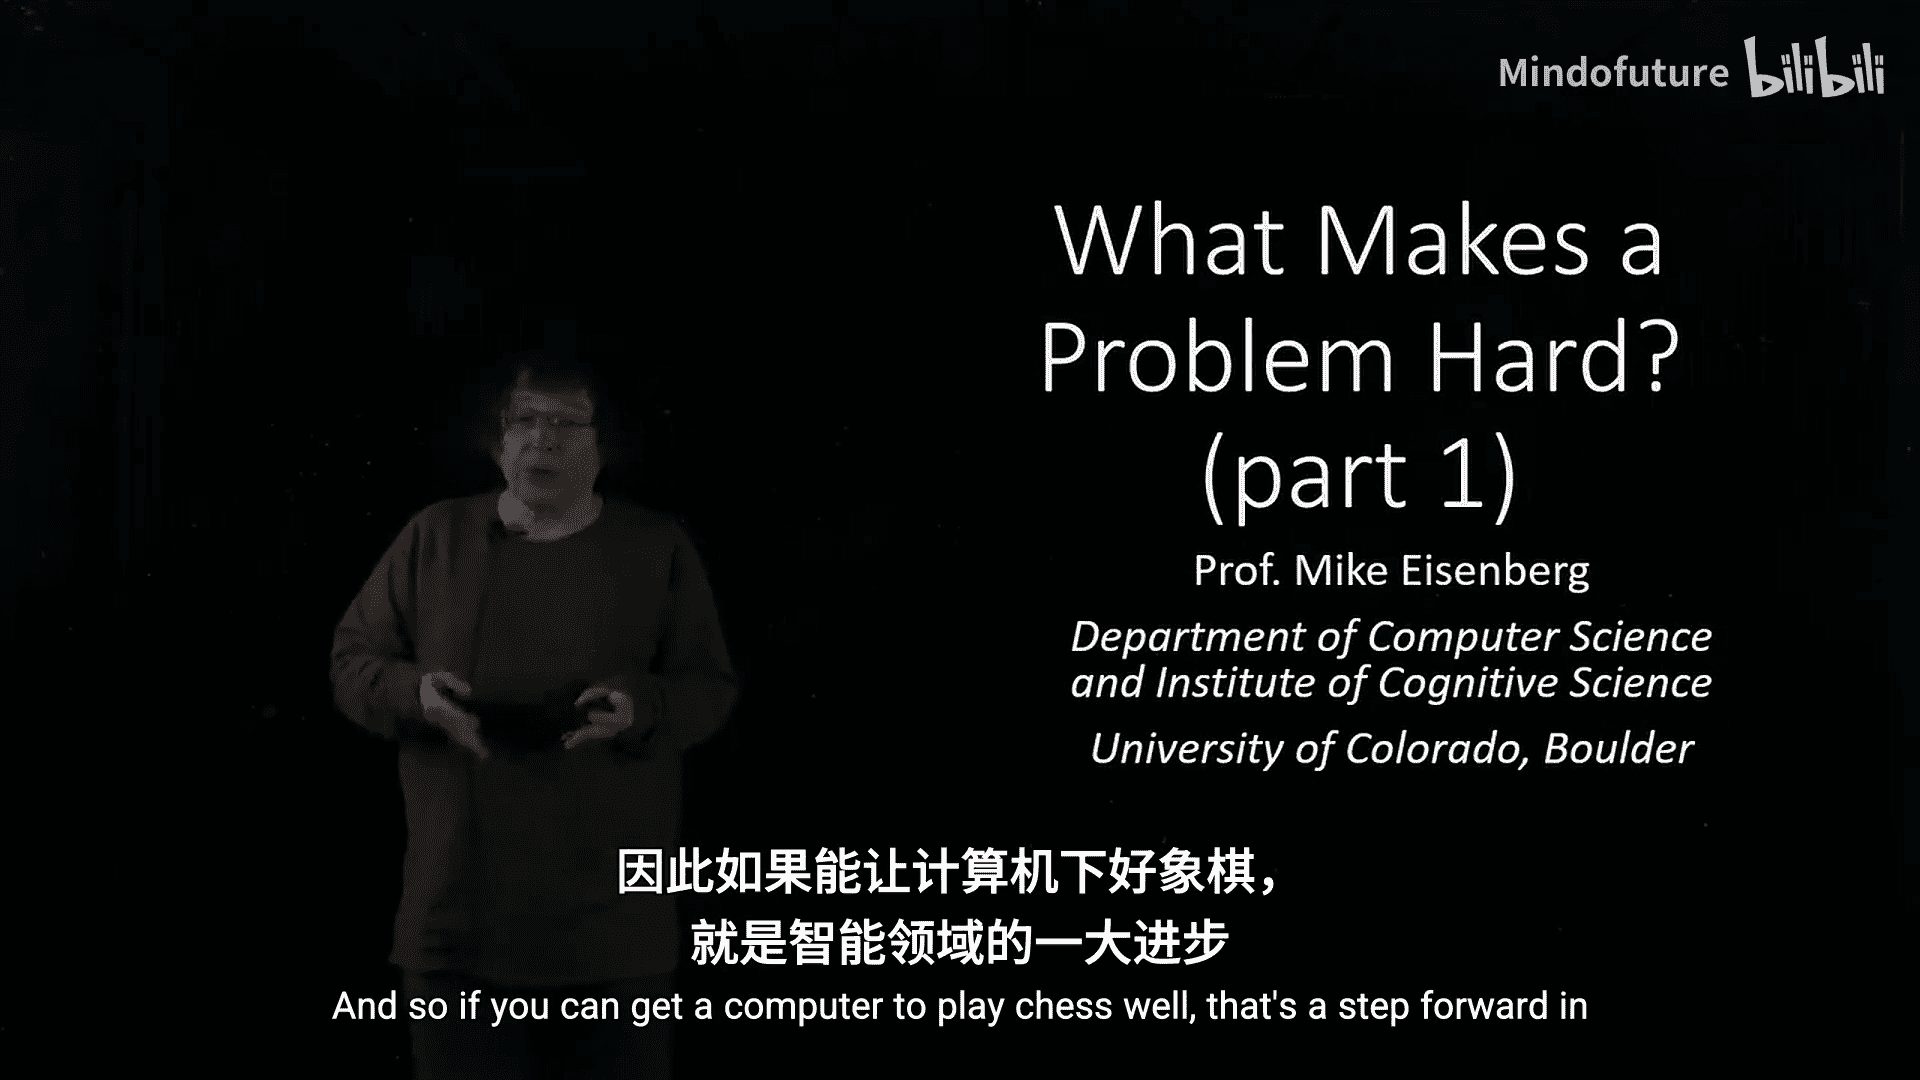 Mindofuture bilibili
What Makes a
Problem Hard?
(part 1)
Prof. Mike Eisenberg
Department of Computer Science
and Institute of Cognitive Science
University of Colorado, Boulder
因此如果能让计算机下好象棋，
就是智能领域的一大进步
And so if you can get a computer to play chess well, that's a step forward in